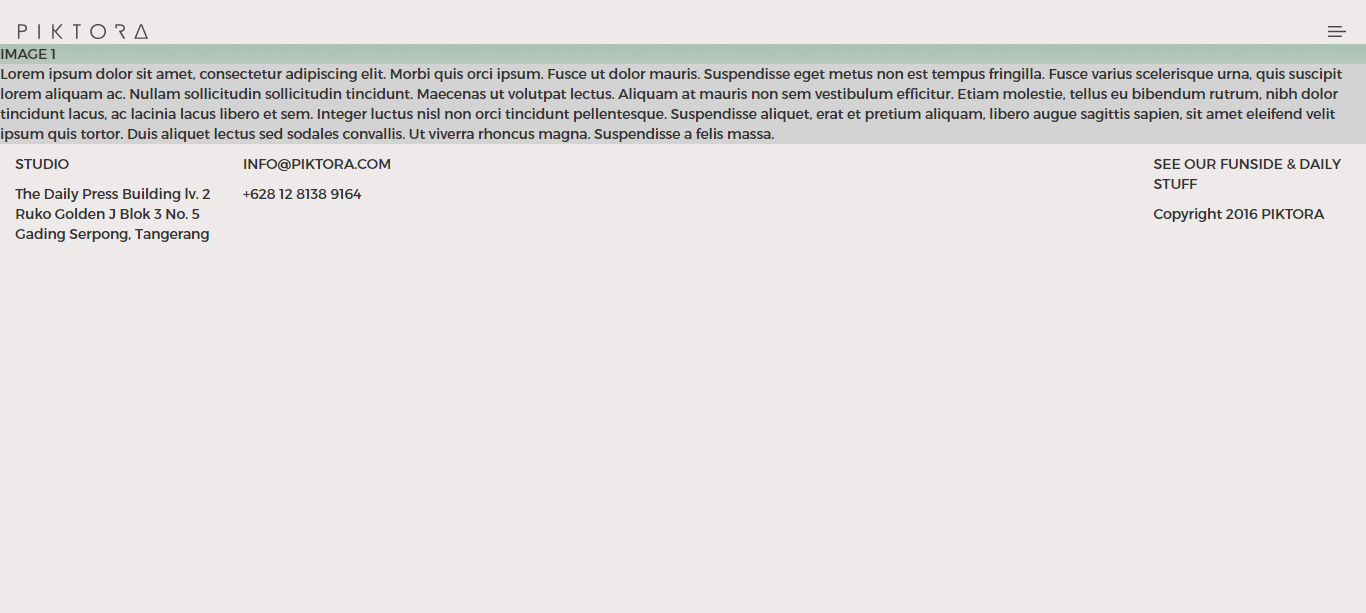 PIKTORA
IMAGE 1
Lorem ipsum dolor sit amet, consectetur adipiscing elit. Morbi quis orci ipsum. Fusce ut dolor mauris. Suspendisse eget metus non est tempus fringilla. Fusce varius scelerisque urna, quis suscipit
lorem aliquam ac. Nullam sollicitudin sollicitudin tincidunt. Maecenas ut volutpat lectus. Aliquam at mauris non sem vestibulum efficitur. Etiam molestie, tellus eu bibendum rutrum, nibh dolor
tincidunt lacus, ac lacinia lacus libero et sem. Integer luctus nisl non orci tincidunt pellentesque. Suspendisse aliquet, erat et pretium aliquam, libero augue sagittis sapien, sit amet eleifend velit
ipsum quis tortor. Duis aliquet lectus sed sodales convallis. Ut viverra rhoncus magna. Suspendisse a felis massa.
STUDIO
The Daily Press Building lv. 2
Ruko Golden J Blok 3 No. 5
Gading Serpong, Tangerang
INFO@PIKTORA.COM
+628 12 8138 9164
SEE OUR FUNSIDE & DAILY
STUFF
Copyright 2016 PIKTORA